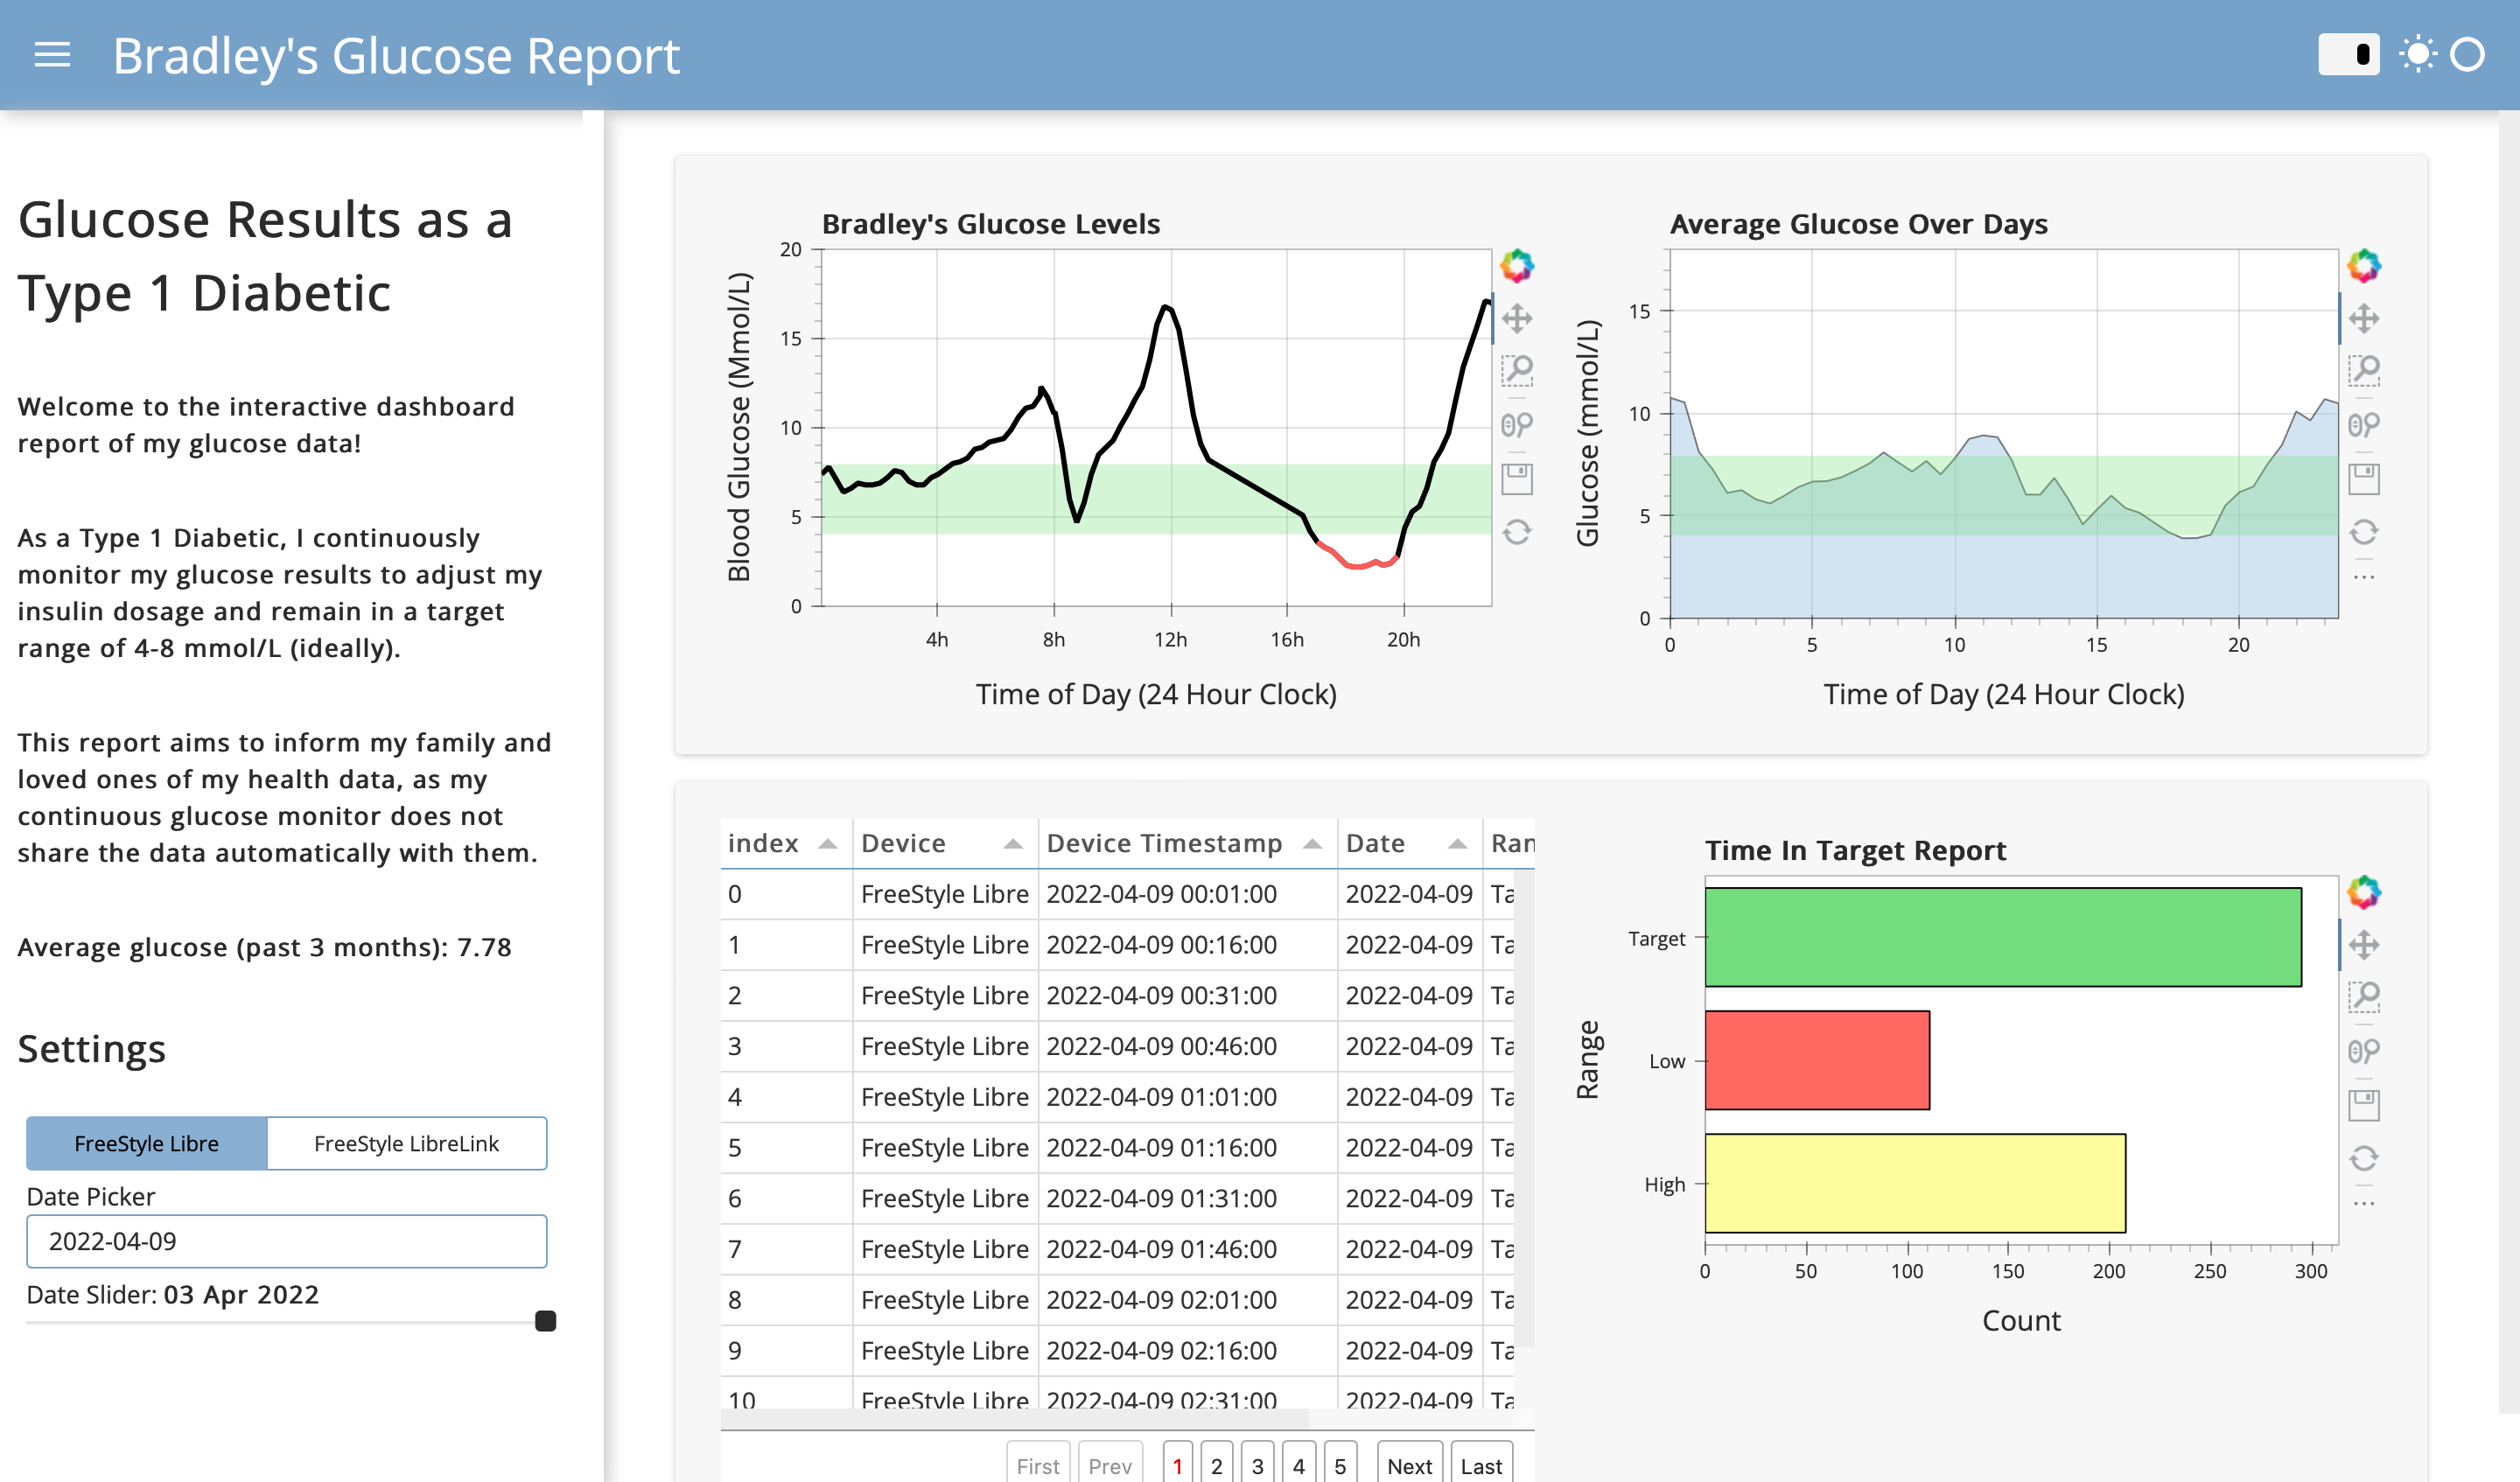 Bradley's Glucose Report
Glucose Results as a
Type 1 Diabetic
Welcome to the interactive dashboard
report of my glucose data!
As a Type 1 Diabetic, I continuously
monitor my glucose results to adjust my
insulin dosage and remain in a target
range of 4-8 mmol/L (ideally).
This report aims to inform my family and
loved ones of my health data, as my
continuous glucose monitor does not
share the data automatically with them.
Average glucose (past 3 months): 7.78
Settings
FreeStyle Libre FreeStyle LibreLink
Date Picker
2022-04-09
Date Slider: 03 Apr 2022
Bradley's Glucose Levels
Blood Glucose (Mmol/L)
20
15
10
5
0
4h 8h 12h 16h 20h
Time of Day (24 Hour Clock)
Average Glucose Over Days
Glucose (mmol/L)
15
10
5
0
0 5 10 15 20
Time of Day (24 Hour Clock)
index Device Device Timestamp Date Ran
0 FreeStyle Libre 2022-04-09 00:01:00 2022-04-09 Ta
1 FreeStyle Libre 2022-04-09 00:16:00 2022-04-09 Ta
2 FreeStyle Libre 2022-04-09 00:31:00 2022-04-09 Ta
3 FreeStyle Libre 2022-04-09 00:46:00 2022-04-09 Ta
4 FreeStyle Libre 2022-04-09 01:01:00 2022-04-09 Ta
5 FreeStyle Libre 2022-04-09 01:16:00 2022-04-09 Ta
6 FreeStyle Libre 2022-04-09 01:31:00 2022-04-09 Ta
7 FreeStyle Libre 2022-04-09 01:46:00 2022-04-09 Ta
8 FreeStyle Libre 2022-04-09 02:01:00 2022-04-09 Ta
9 FreeStyle Libre 2022-04-09 02:16:00 2022-04-09 Ta
10 FreeStyle Libre 2022-04-09 02:31:00 2022-04-09 Ta
First Prev 1 2 3 4 5 Next Last
Time In Target Report
Range
Target
Low
High
0 50 100 150 200 250 300
Count